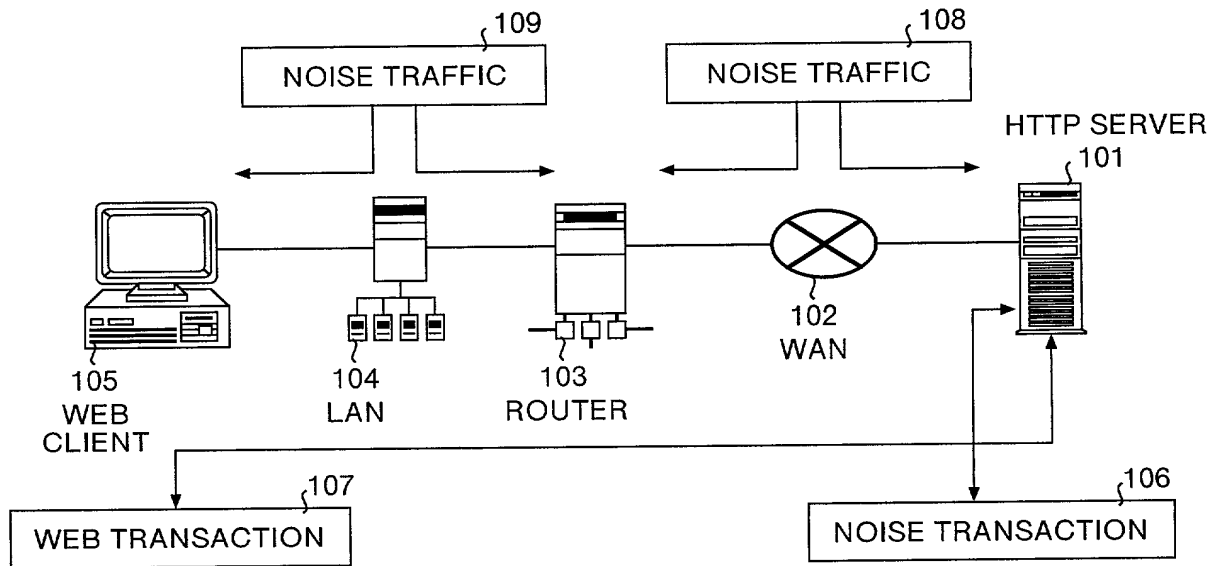 109
NOISE TRAFFIC
108
NOISE TRAFFIC
HTTP SERVER
101
105
WEB
CLIENT
104
LAN
103
ROUTER
102
WAN
107
WEB TRANSACTION
106
NOISE TRANSACTION